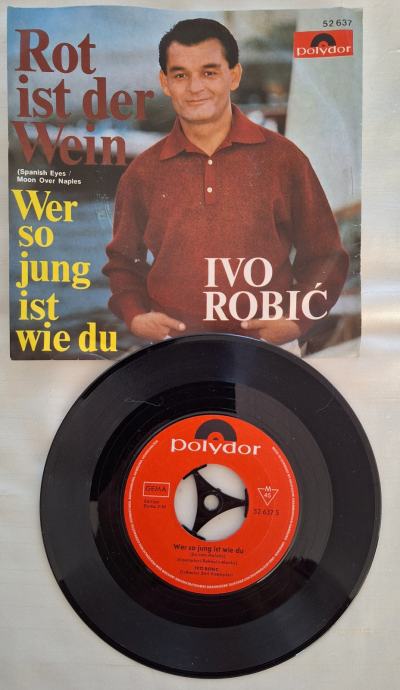 52 637
Polydor
Rot
ist der
Wein
(Spanish Eyes /
Moon Over Naples
Wer
so
jung
ist
wie du
IVO
ROBIĆ
Polydor
GEMA
M
45
52 637 S
Wer so jung ist wie du
IVO ROBIC